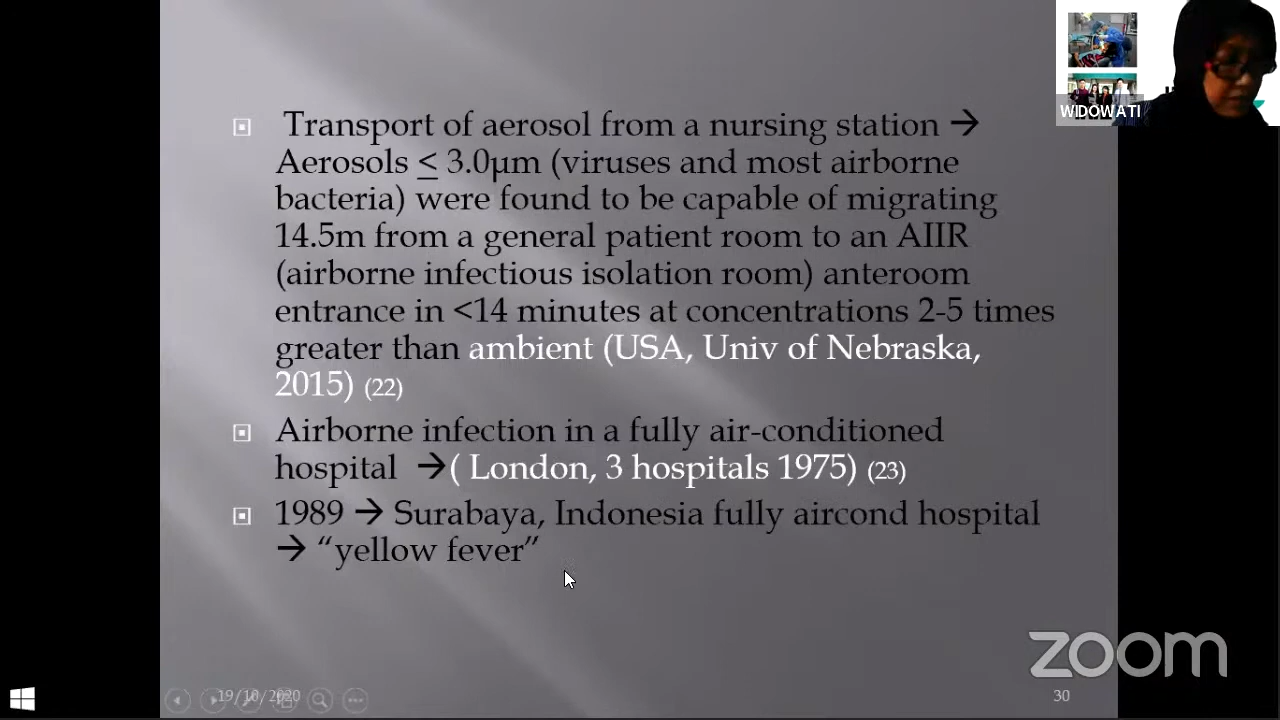 Transport of aerosol from a nursing station →
Aerosols ≤ 3.0µm (viruses and most airborne
bacteria) were found to be capable of migrating
14.5m from a general patient room to an AIIR
(airborne infectious isolation room) anteroom
entrance in <14 minutes at concentrations 2-5 times
greater than ambient (USA, Univ of Nebraska,
2015) (22)
Airborne infection in a fully air-conditioned
hospital → ( London, 3 hospitals 1975) (23)
1989 → Surabaya, Indonesia fully aircond hospital
→ “yellow fever”
WIDOWATI
zoom
19/10/2020
30